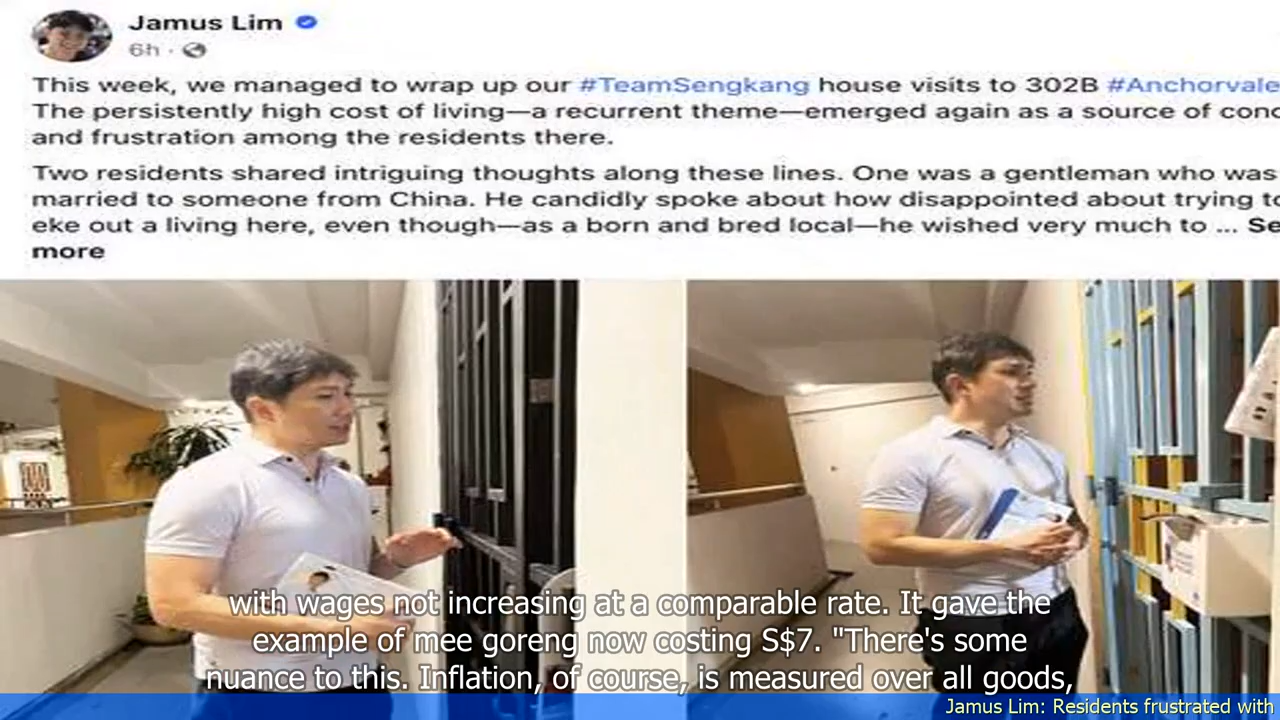 Jamus Lim
6h ·
This week, we managed to wrap up our #TeamSengkang house visits to 302B #Anchorvale
The persistently high cost of living—a recurrent theme—emerged again as a source of conc
and frustration among the residents there.
Two residents shared intriguing thoughts along these lines. One was a gentleman who was
married to someone from China. He candidly spoke about how disappointed about trying to
eke out a living here, even though—as a born and bred local—he wished very much to ... Se
more
with wages not increasing at a comparable rate. It gave the
example of mee goreng now costing S$7. "There's some
nuance to this. Inflation, of course, is measured over all goods,
Jamus Lim: Residents frustrated with